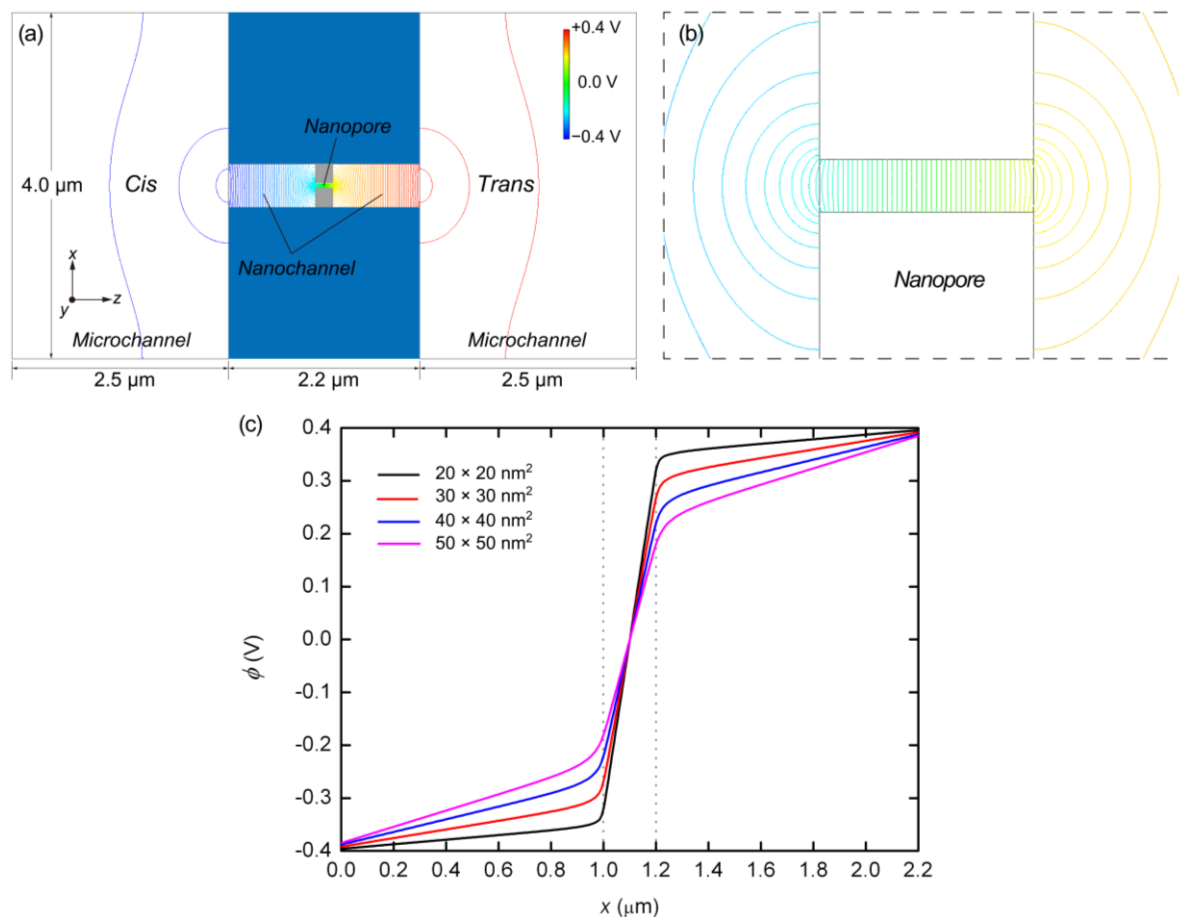 (a)
+0.4 V
0.0 V
−0.4 V
Nanopore
4.0 μm
Cis
Trans
Nanochannel
x
y
z
Microchannel
Microchannel
2.5 μm
2.2 μm
2.5 μm
(b)
Nanopore
(c)
0.4
0.3
0.2
0.1
0.0
-0.1
-0.2
-0.3
-0.4
ϕ (V)
20 × 20 nm²
30 × 30 nm²
40 × 40 nm²
50 × 50 nm²
0.0 0.2 0.4 0.6 0.8 1.0 1.2 1.4 1.6 1.8 2.0 2.2
x (μm)